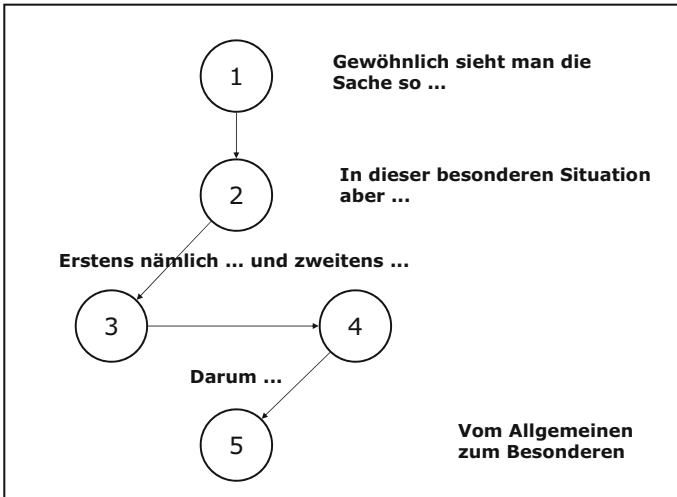 1
Gewöhnlich sieht man die
Sache so ...
2
In dieser besonderen Situation
aber ...
Erstens nämlich ... und zweitens ...
3
4
Darum ...
5
Vom Allgemeinen
zum Besonderen